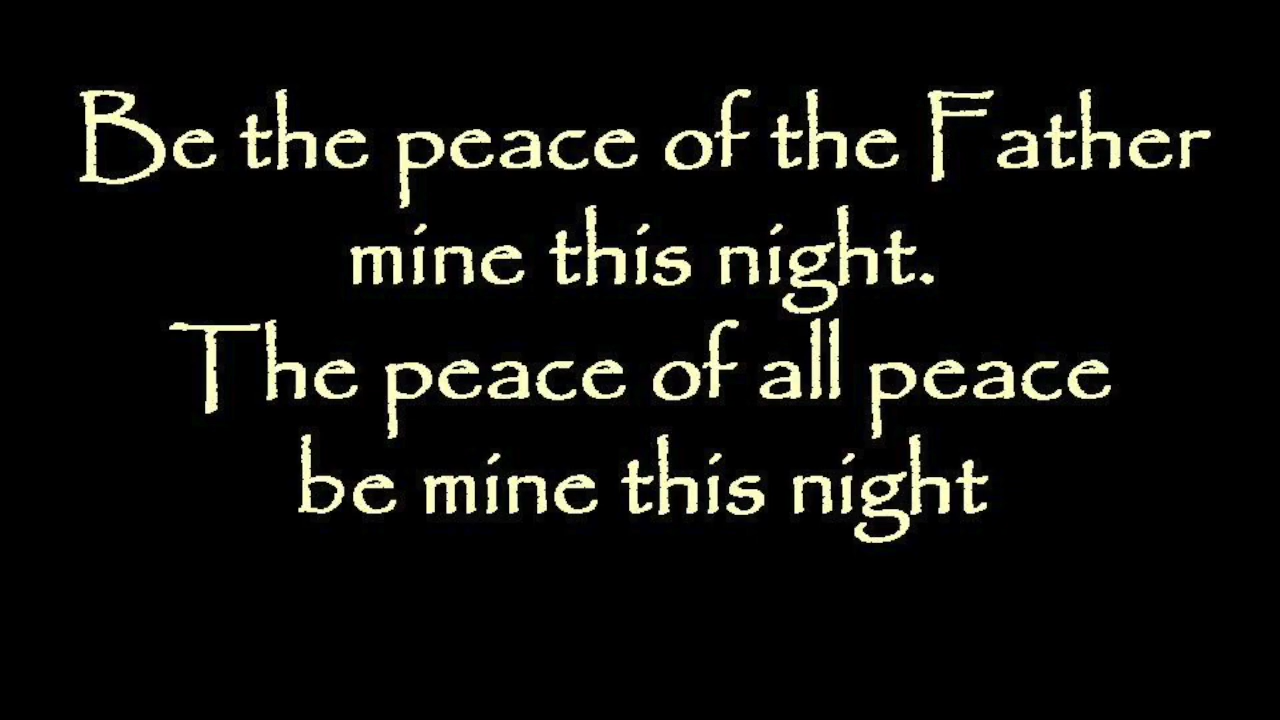 Be the peace of the Father
mine this night.
The peace of all peace
be mine this night